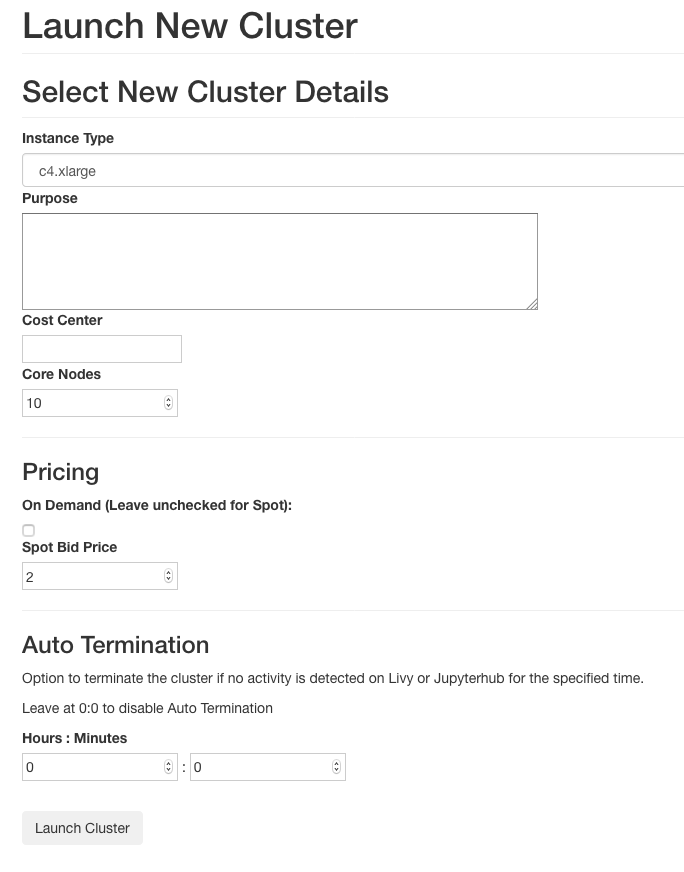 Launch New Cluster
Select New Cluster Details
Instance Type
c4.xlarge
Purpose
Cost Center
Core Nodes
10
Pricing
On Demand (Leave unchecked for Spot):
Spot Bid Price
2
Auto Termination
Option to terminate the cluster if no activity is detected on Livy or Jupyterhub for the specified time.
Leave at 0:0 to disable Auto Termination
Hours : Minutes
0 : 0
Launch Cluster